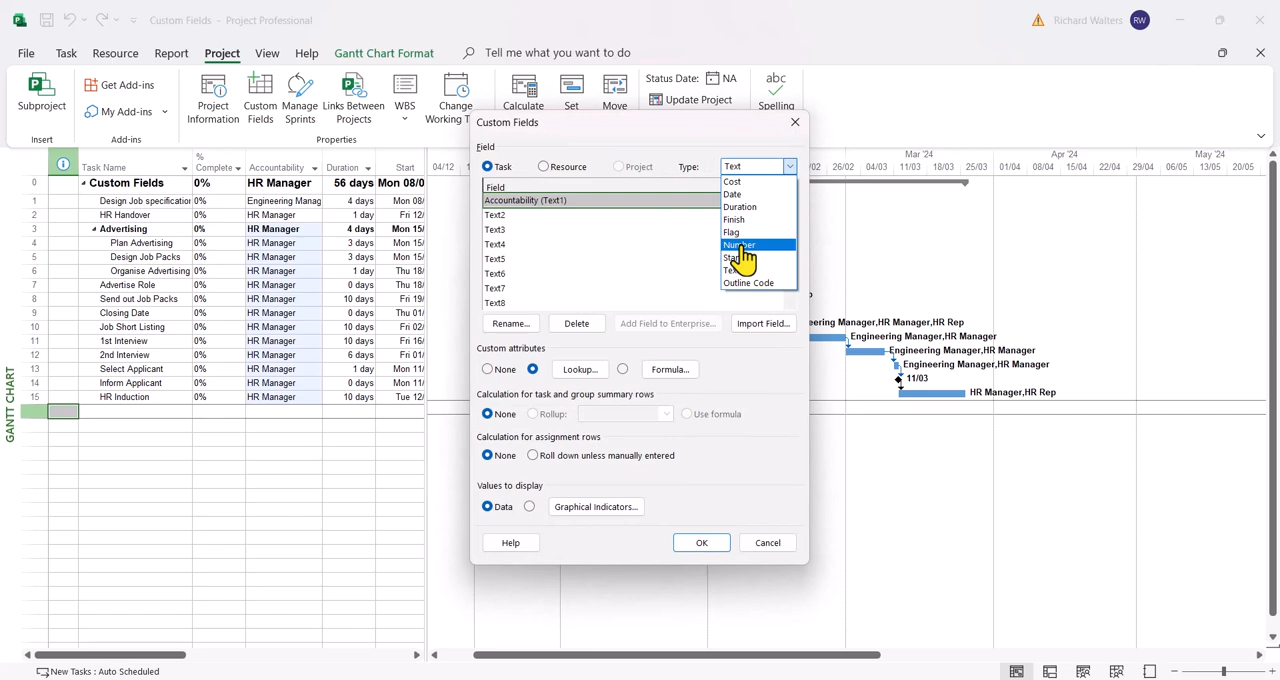 Custom Fields - Project Professional
Richard Walters RW
File Task Resource Report Project View Help Gantt Chart Format Tell me what you want to do
Subproject
Get Add-ins
My Add-ins
Project Information
Custom Fields
Manage Sprints
Links Between Projects
WBS
Change
Working
Calculate
Set
Move
Status Date: NA
Update Project
abc
Spelling
Insert Add-ins Properties
Task Name % Complete Accountability Duration Start
04/12 26/02 04/03 11/03 18/03 25/03 01/04 08/04 15/04 22/04 29/04 06/05 13/05 20/05
Mar '24 Apr '24 May '24
0 Custom Fields 0% HR Manager 56 days Mon 08/0
1 Design Job specification 0% Engineering Manag 4 days Mon 08/
2 HR Handover 0% HR Manager 1 day Fri 12/
3 Advertising 0% HR Manager 4 days Mon 15/
4 Plan Advertising 0% HR Manager 3 days Mon 15/
5 Design Job Packs 0% HR Manager 3 days Mon 15/
6 Organise Advertising 0% HR Manager 1 day Thu 18/
7 Advertise Role 0% HR Manager 0 days Thu 18/
8 Send out Job Packs 0% HR Manager 10 days Fri 19/
9 Closing Date 0% HR Manager 0 days Thu 01/
10 Job Short Listing 0% HR Manager 10 days Fri 02/
11 1st Interview 0% HR Manager 10 days Fri 16/
12 2nd Interview 0% HR Manager 6 days Fri 01/
13 Select Applicant 0% HR Manager 1 day Mon 11/
14 Inform Applicant 0% HR Manager 0 days Mon 11/
15 HR Induction 0% HR Manager 10 days Tue 12/
GANTT CHART
Custom Fields
Field
Task Resource Project Type: Text
Cost
Date
Duration
Finish
Flag
Number
Outline Code
Field
Accountability (Text1)
Text2
Text3
Text4
Text5
Text6
Text7
Text8
Rename... Delete Add Field to Enterprise... Import Field...
Custom attributes
None Lookup... Formula...
Calculation for task and group summary rows
None Rollup: Use formula
Calculation for assignment rows
None Roll down unless manually entered
Values to display
Data Graphical Indicators...
Help OK Cancel
HR Manager,HR Rep
Engineering Manager,HR Manager
Engineering Manager,HR Manager
Engineering Manager,HR Manager
11/03
HR Manager,HR Rep
New Tasks : Auto Scheduled